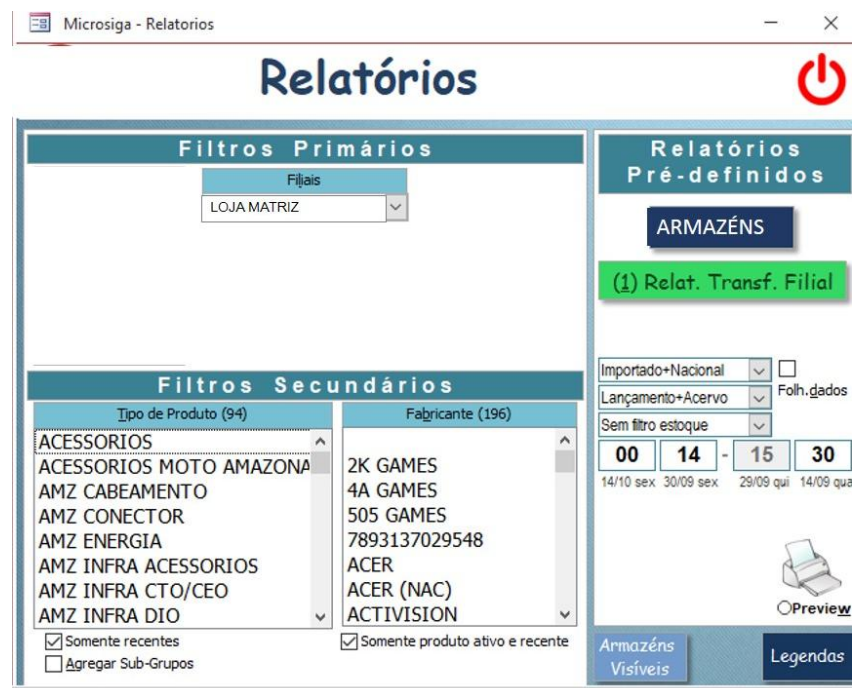 Microsiga - Relatorios
Relatórios
Filtros Primários
Filiais
LOJA MATRIZ
Filtros Secundários
Tipo de Produto (94)
ACESSORIOS
ACESSORIOS MOTO AMAZONA
AMZ CABEAMENTO
AMZ CONECTOR
AMZ ENERGIA
AMZ INFRA ACESSORIOS
AMZ INFRA CTO/CEO
AMZ INFRA DIO
Somente recentes
Agregar Sub-Grupos
Fabricante (196)
2K GAMES
4A GAMES
505 GAMES
7893137029548
ACER
ACER (NAC)
ACTIVISION
Somente produto ativo e recente
Relatórios
Pré-definidos
ARMAZÉNS
(1) Relat. Transf. Filial
Importado+Nacional
Folh.dados
Lançamento+Acervo
Sem filtro estoque
00 14 - 15 30
14/10 sex 30/09 sex 29/09 qui 14/09 qua
Preview
Armazéns
Visíveis
Legendas